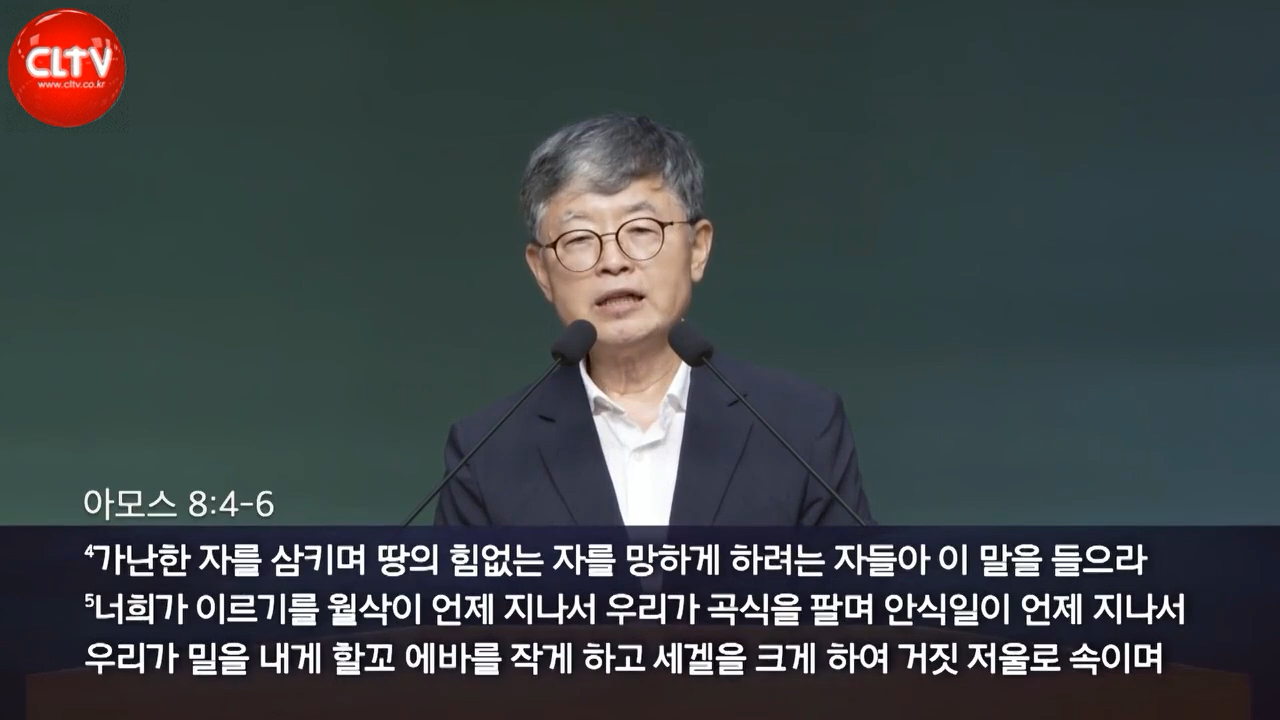 CLTV
www.cltv.co.kr
아모스 8:4-6
⁴가난한 자를 삼키며 땅의 힘없는 자를 망하게 하려는 자들아 이 말을 들으라
⁵너희가 이르기를 월삭이 언제 지나서 우리가 곡식을 팔며 안식일이 언제 지나서
우리가 밀을 내게 할꼬 에바를 작게 하고 세겔을 크게 하여 거짓 저울로 속이며